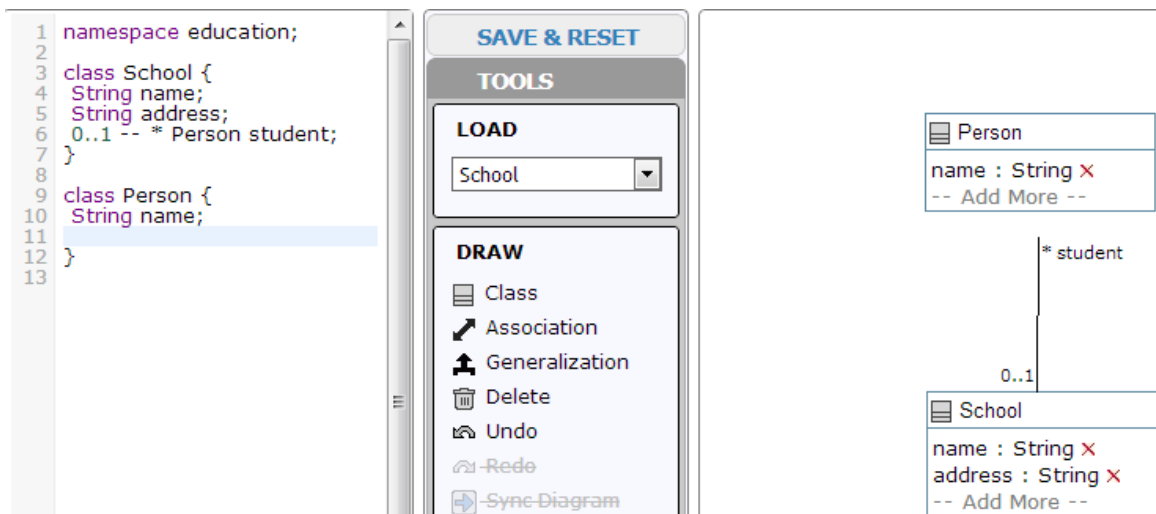 1 namespace education;
2
3 class School {
4 String name;
5 String address;
6 0..1 -- * Person student;
7 }
8
9 class Person {
10 String name;
11
12 }
13
SAVE & RESET
TOOLS
LOAD
School
DRAW
Class
Association
Generalization
Delete
Undo
Redo
Sync Diagram
Person
name : String
-- Add More --
* student
0..1
School
name : String
address : String
-- Add More --